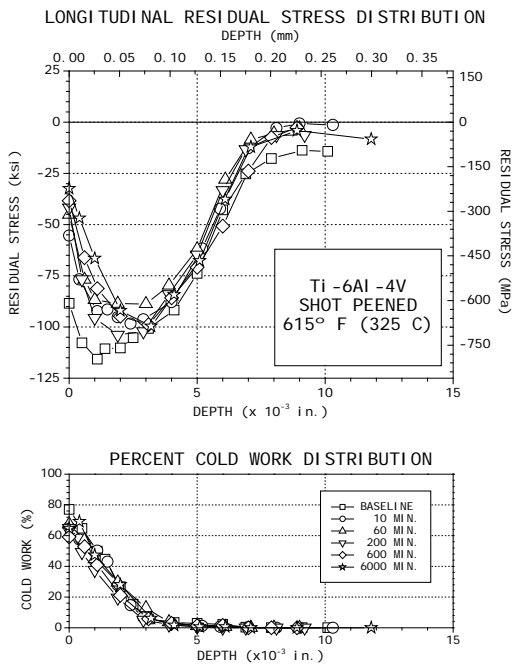 LONGITUDINAL RESIDUAL STRESS DISTRIBUTION
DEPTH (mm)
0.00 0.05 0.10 0.15 0.20 0.25 0.30 0.35
25
0
-25
-50
-75
-100
-125
RESIDUAL STRESS (ksi)
150
0
-150
-300
-450
-600
-750
RESIDUAL STRESS (MPa)
Ti-6Al-4V
SHOT PEENED
615° F (325 C)
0 5 10 15
DEPTH (x 10-3 in.)
PERCENT COLD WORK DISTRIBUTION
100
80
60
40
20
0
COLD WORK (%)
BASELINE
10 MIN.
60 MIN.
200 MIN.
600 MIN.
6000 MIN.
0 5 10 15
DEPTH (x10-3 in.)